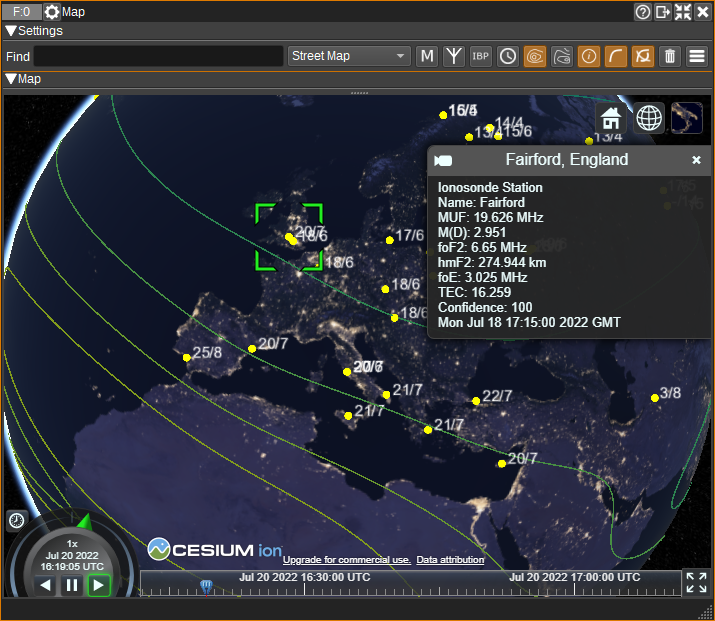 F:0 Map
Settings
Find Street Map M IBP
Map
14/4
15/6
13/4
Fairford, England
Ionosonde Station
Name: Fairford
MUF: 19.626 MHz
M(D): 2.951
foF2: 6.65 MHz
hmF2: 274.944 km
foE: 3.025 MHz
TEC: 16.259
Confidence: 100
Mon Jul 18 17:15:00 2022 GMT
20/7
18/6
17/6
18/6
18/6
18/6
25/8
20/7
20/7
21/7
22/7
3/8
21/7
21/7
20/7
1x
Jul 20 2022
16:19:05 UTC
CESIUM ion
Upgrade for commercial use. Data attribution
Jul 20 2022 16:30:00 UTC
Jul 20 2022 17:00:00 UTC